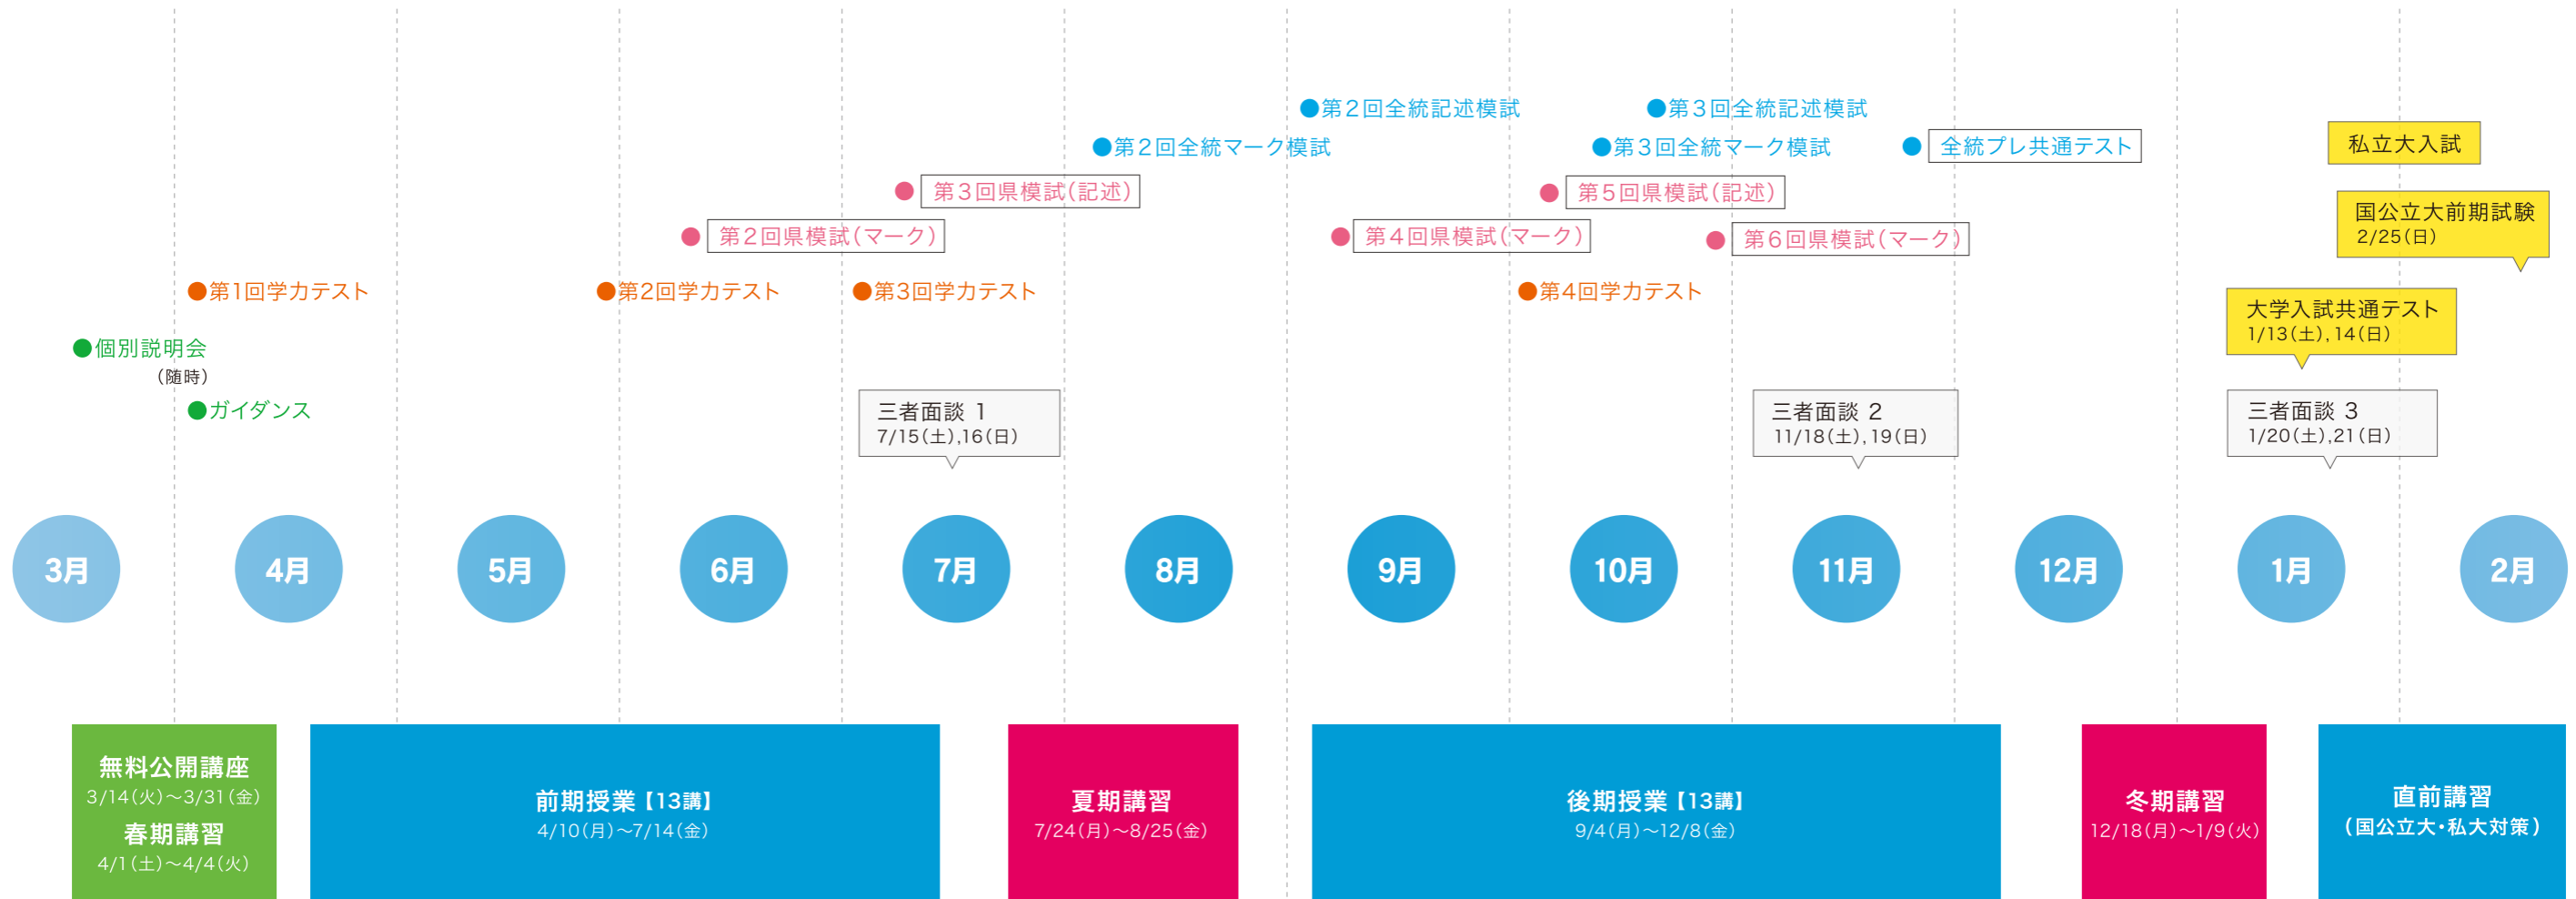 ●第2回全統記述模試
●第3回全統記述模試
●第2回全統マーク模試
●第3回全統マーク模試
●全統プレ共通テスト
私立大入試
●第3回県模試(記述)
●第5回県模試(記述)
国公立大前期試験
2/25(日)
●第2回県模試(マーク)
●第4回県模試(マーク)
●第6回県模試(マーク)
●第1回学力テスト
●第2回学力テスト
●第3回学力テスト
●第4回学力テスト
大学入試共通テスト
1/13(土),14(日)
●個別説明会
(随時)
●ガイダンス
三者面談 1
7/15(土),16(日)
三者面談 2
11/18(土),19(日)
三者面談 3
1/20(土),21(日)
3月
4月
5月
6月
7月
8月
9月
10月
11月
12月
1月
2月
無料公開講座
3/14(火)〜3/31(金)
春期講習
4/1(土)〜4/4(火)
前期授業【13講】
4/10(月)〜7/14(金)
夏期講習
7/24(月)〜8/25(金)
後期授業【13講】
9/4(月)〜12/8(金)
冬期講習
12/18(月)〜1/9(火)
直前講習
(国公立大・私大対策)